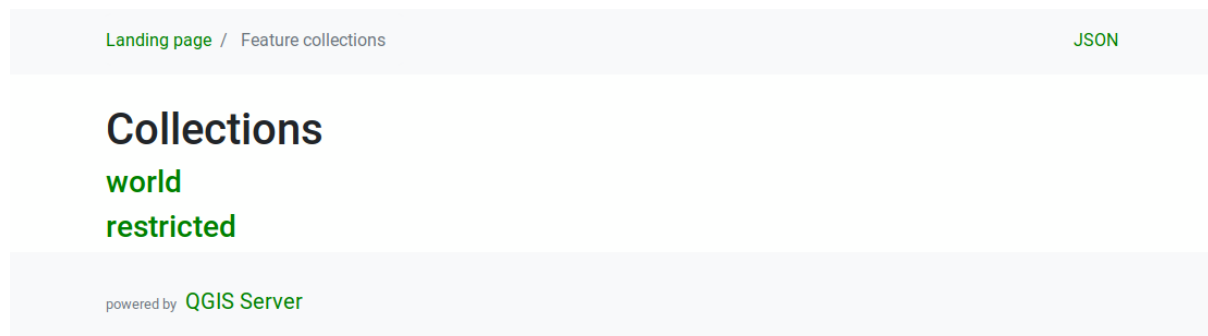 Landing page / Feature collections JSON
Collections
world
restricted
powered by QGIS Server